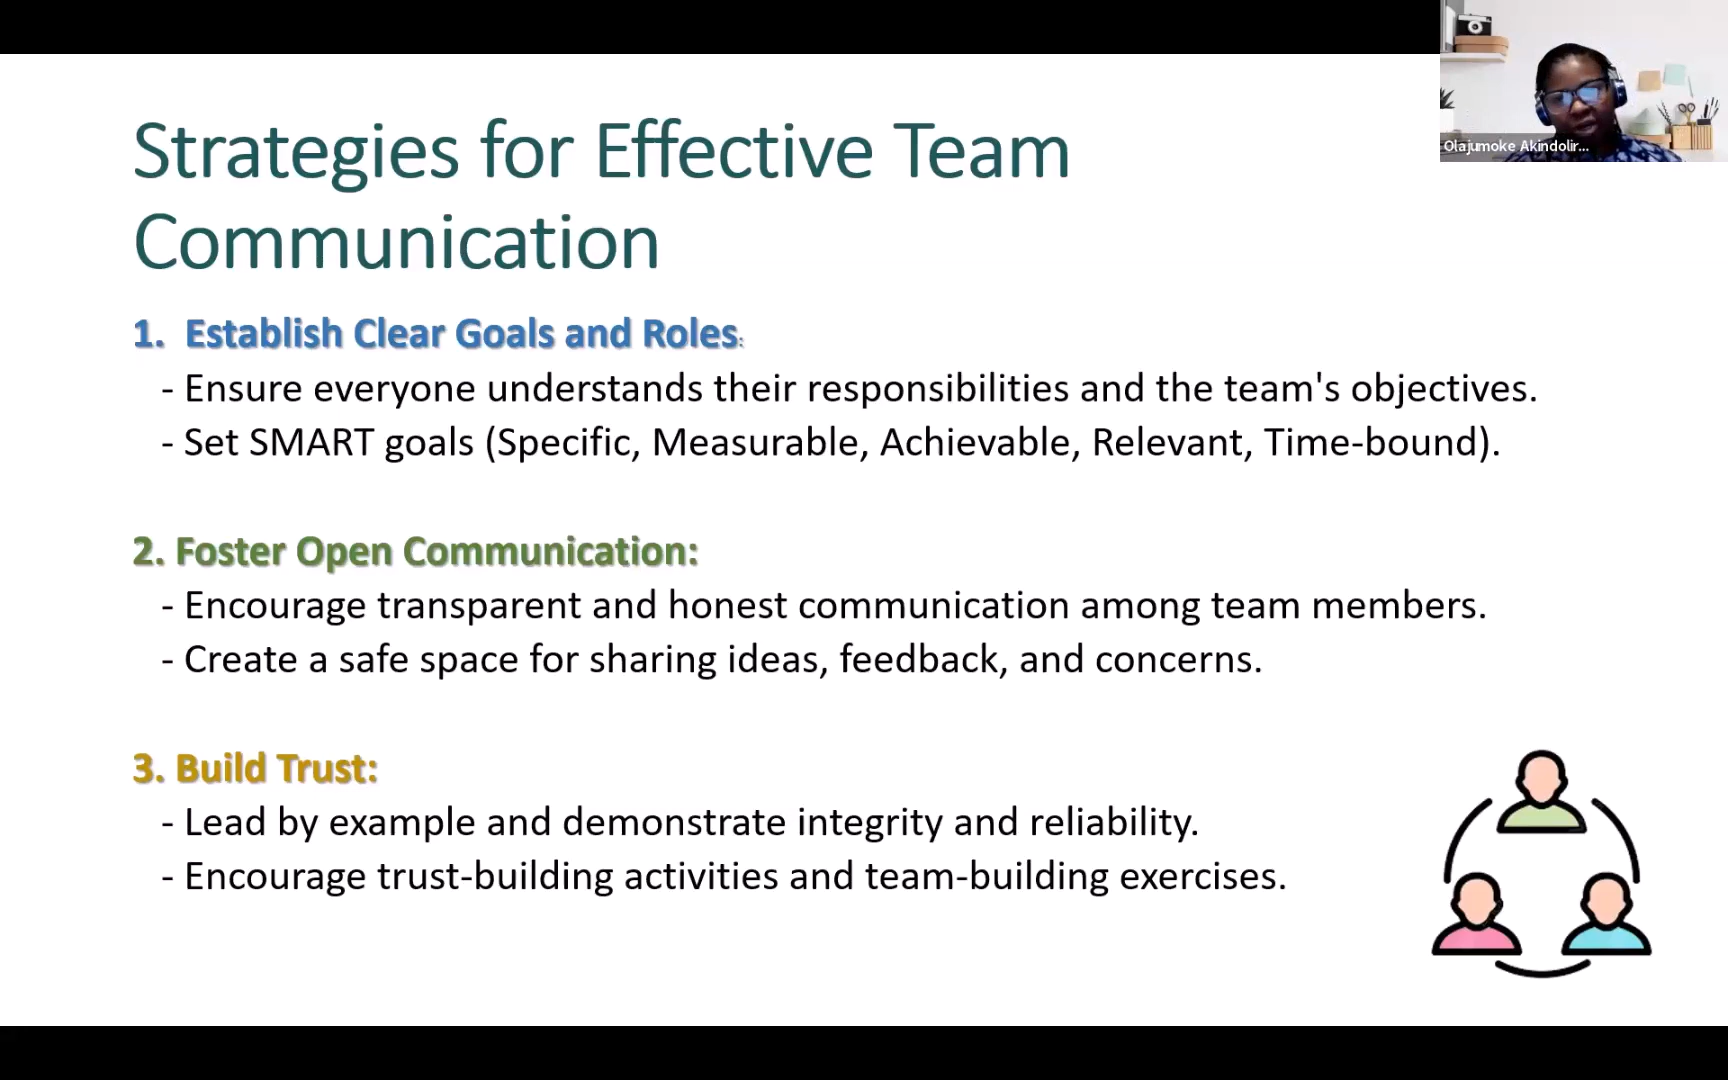 Olajumoke Akindolir...
Strategies for Effective Team
Communication
1. Establish Clear Goals and Roles:
- Ensure everyone understands their responsibilities and the team's objectives.
- Set SMART goals (Specific, Measurable, Achievable, Relevant, Time-bound).
2. Foster Open Communication:
- Encourage transparent and honest communication among team members.
- Create a safe space for sharing ideas, feedback, and concerns.
3. Build Trust:
- Lead by example and demonstrate integrity and reliability.
- Encourage trust-building activities and team-building exercises.